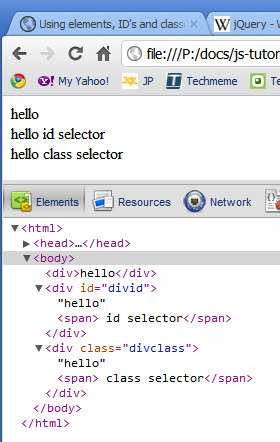 Using elements, ID's and class
jQuery - W
file:///P:/docs/js-tutor
My Yahoo!
JP
Techmeme
hello
hello id selector
hello class selector
Elements
Resources
Network
<html>
<head>…</head>
<body>
<div>hello</div>
<div id="divid">
"hello"
<span> id selector</span>
</div>
<div class="divclass">
"hello"
<span> class selector</span>
</div>
</body>
</html>